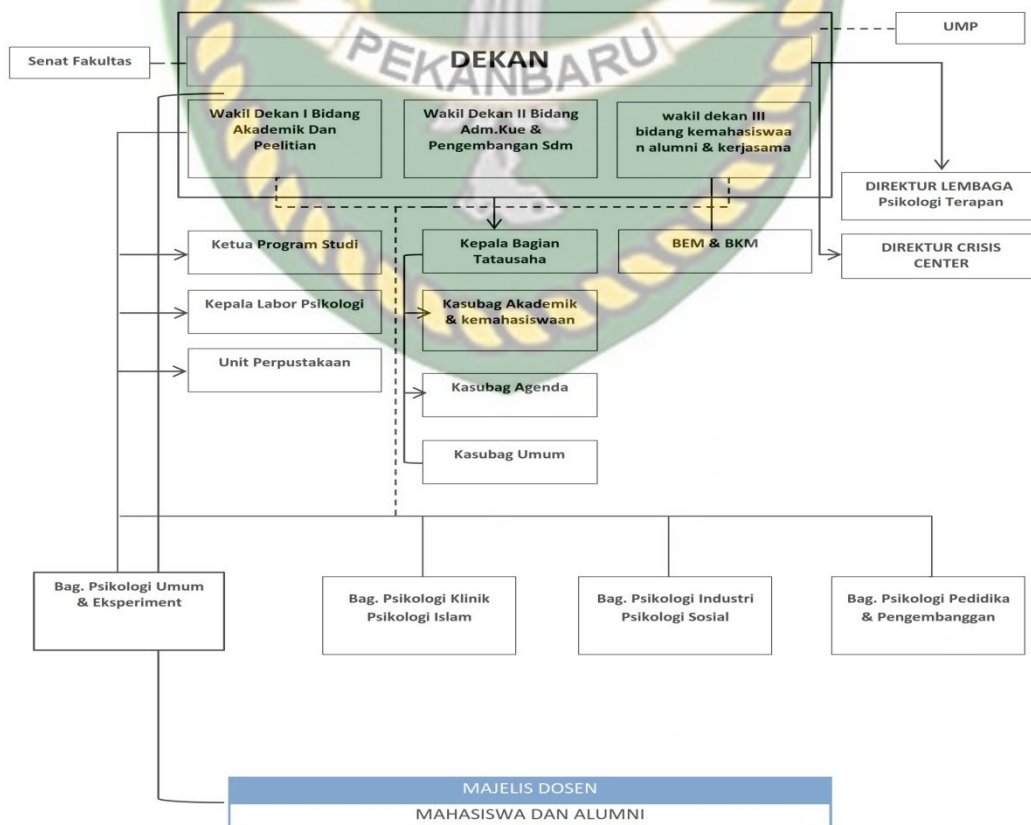 UMP
Senat Fakultas
PEKANBARU
DEKAN
Wakil Dekan I Bidang
Akademik Dan
Peelitian
Wakil Dekan II Bidang
Adm.Kue &
Pengembangan Sdm
wakil dekan III
bidang kemahasiswaa
n alumni & kerjasama
DIREKTUR LEMBAGA
Psikologi Terapan
DIREKTUR CRISIS
CENTER
Ketua Program Studi
Kepala Bagian
Tatausaha
BEM & BKM
Kepala Labor Psikologi
Kasubag Akademik
& kemahasiswaan
Unit Perpustakaan
Kasubag Agenda
Kasubag Umum
Bag. Psikologi Umum
& Eksperiment
Bag. Psikologi Klinik
Psikologi Islam
Bag. Psikologi Industri
Psikologi Sosial
Bag. Psikologi Pedidika
& Pengembanggan
MAJELIS DOSEN
MAHASISWA DAN ALUMNI